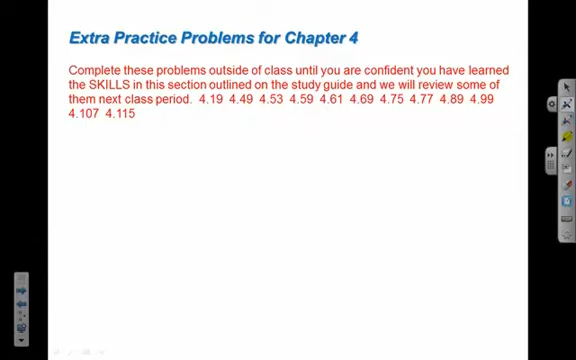 Extra Practice Problems for Chapter 4
Complete these problems outside of class until you are confident you have learned
the SKILLS in this section outlined on the study guide and we will review some of
them next class period. 4.19 4.49 4.53 4.59 4.61 4.69 4.75 4.77 4.89 4.99
4.107 4.115